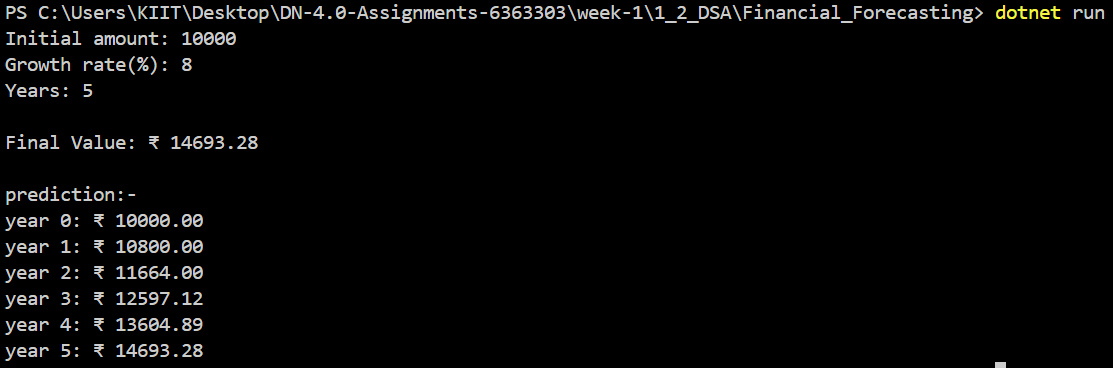 PS C:\Users\KIIT\Desktop\DN-4.0-Assignments-6363303\week-1\1_2_DSA\Financial_Forecasting> dotnet run
Initial amount: 10000
Growth rate(%): 8
Years: 5
Final Value: ₹ 14693.28
prediction:-
year 0: ₹ 10000.00
year 1: ₹ 10800.00
year 2: ₹ 11664.00
year 3: ₹ 12597.12
year 4: ₹ 13604.89
year 5: ₹ 14693.28